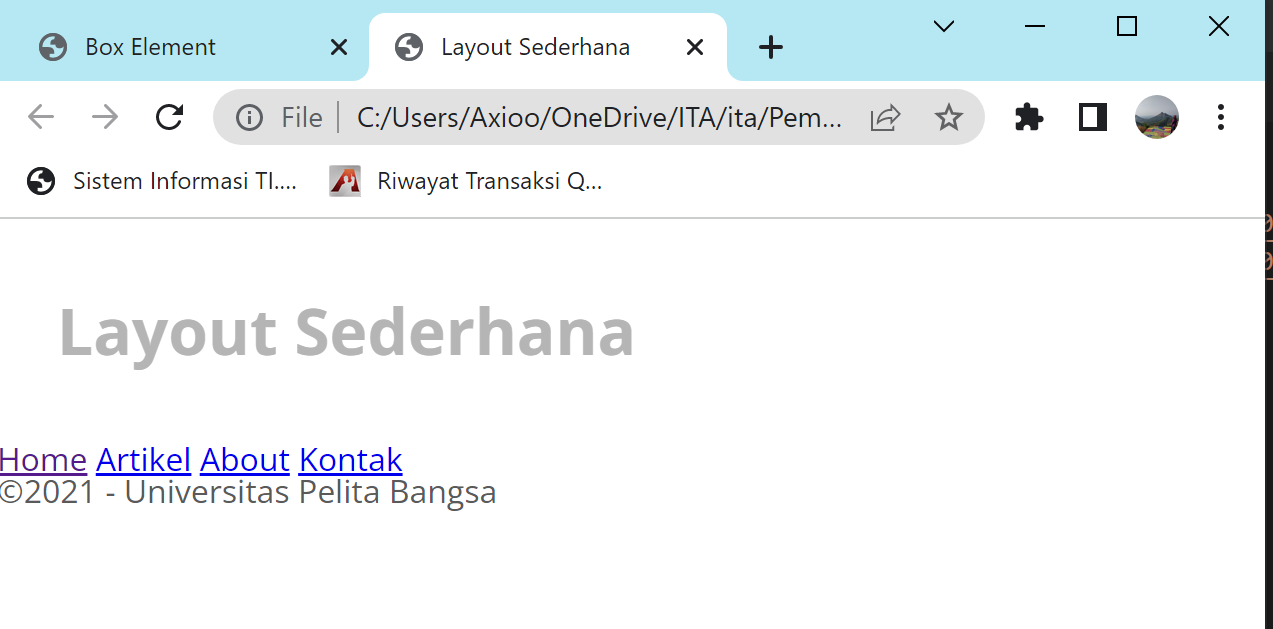 Box Element
Layout Sederhana
File
C:/Users/Axioo/OneDrive/ITA/ita/Pem...
Sistem Informasi TI....
Riwayat Transaksi Q...
Layout Sederhana
Home Artikel About Kontak
©2021 - Universitas Pelita Bangsa